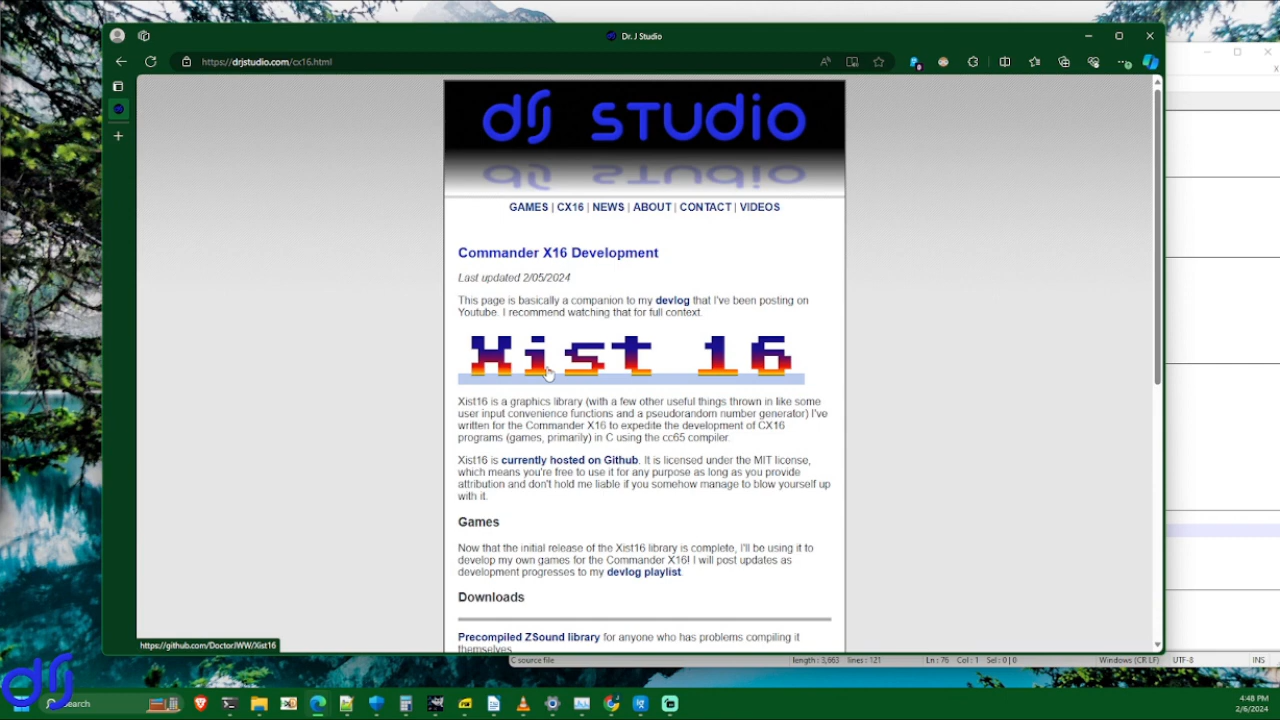 Dr. J Studio
https://drjstudio.com/cx16.html
drj STUDIO
GAMES | CX16 | NEWS | ABOUT | CONTACT | VIDEOS
Commander X16 Development
Last updated 2/05/2024
This page is basically a companion to my devlog that I've been posting on
Youtube. I recommend watching that for full context.
Xist 16
Xist16 is a graphics library (with a few other useful things thrown in like some
user input convenience functions and a pseudorandom number generator) I've
written for the Commander X16 to expedite the development of CX16
programs (games, primarily) in C using the cc65 compiler.
Xist16 is currently hosted on Github. It is licensed under the MIT license,
which means you're free to use it for any purpose as long as you provide
attribution and don't hold me liable if you somehow manage to blow yourself up
with it.
Games
Now that the initial release of the Xist16 library is complete, I'll be using it to
develop my own games for the Commander X16! I will post updates as
development progresses to my devlog playlist.
Downloads
Precompiled ZSound library for anyone who has problems compiling it
themselves
https://github.com/DoctorJWW/Xist16
C source file length : 3,663 lines : 121 Ln : 76 Col : 1 Sel : 0 | 0 Windows (CR LF) UTF-8 INS
drj
Search
4:48 PM
2/6/2024